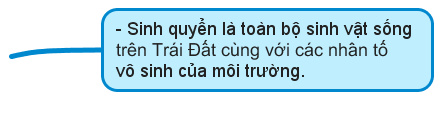 - Sinh quyển là toàn bộ sinh vật sống
trên Trái Đất cùng với các nhân tố
vô sinh của môi trường.